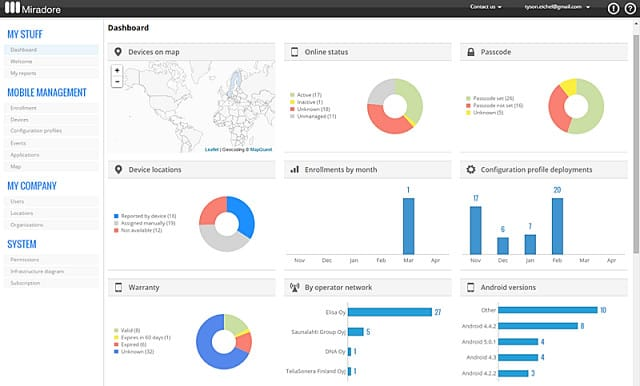 Miradore
Contact us
tyson.eichel@gmail.com
MY STUFF
Dashboard
Welcome
My reports
MOBILE MANAGEMENT
Enrollment
Devices
Configuration profiles
Events
Applications
Map
MY COMPANY
Users
Locations
Organizations
SYSTEM
Permissions
Infrastructure diagram
Subscription
Dashboard
Devices on map
+
−
Leaflet | Geocoding © MapQuest
Online status
Active (17)
Inactive (1)
Unknown (18)
Unmanaged (11)
Passcode
Passcode set (26)
Passcode not set (16)
Unknown (5)
Device locations
Reported by device (16)
Assigned manually (19)
Not available (12)
Enrollments by month
1
Nov Dec Jan Feb Mar Apr
Configuration profile deployments
17 6 7 20
Nov Dec Jan Feb Mar Apr
Warranty
Valid (8)
Expires in 60 days (1)
Expired (6)
Unknown (32)
By operator network
Elisa Oy 27
Saunalahti Group Oyj 5
DNA Oy 1
TeliaSonera Finland Oyj 1
Android versions
Other 10
Android 4.4.2 8
Android 5.0.1 4
Android 4.3 4
Android 4.2.2 3